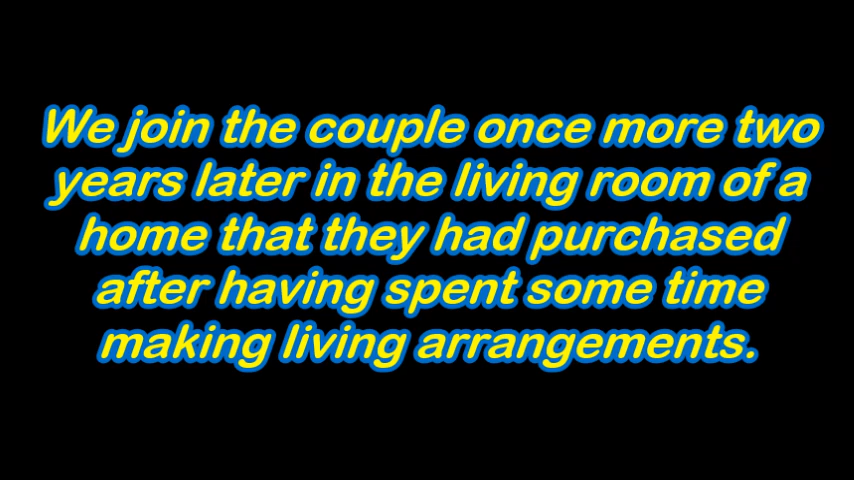 We join the couple once more two
years later in the living room of a
home that they had purchased
after having spent some time
making living arrangements.